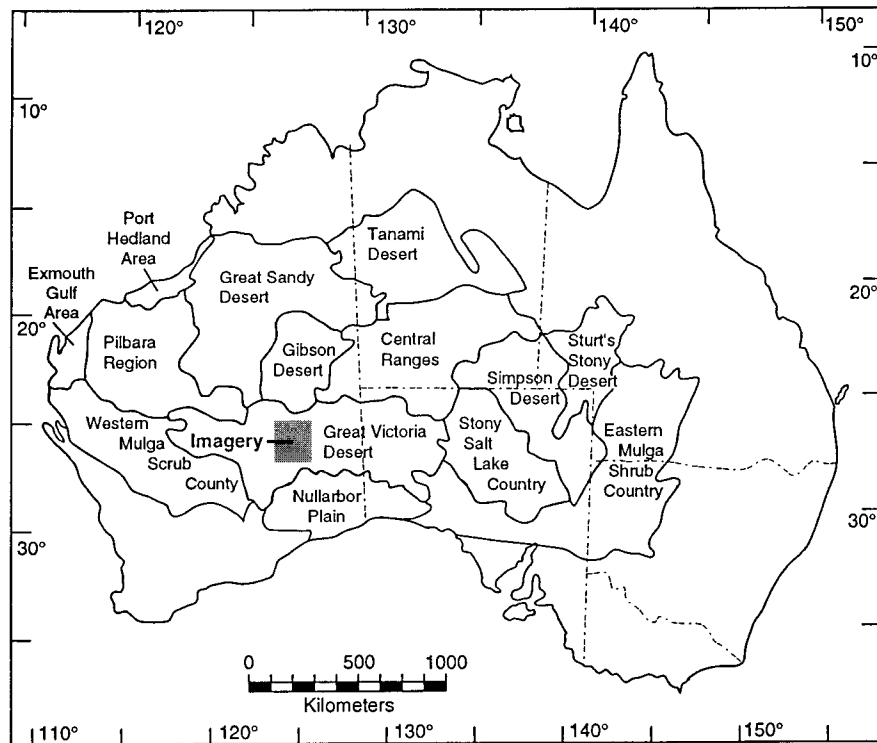 120°
130°
140°
150°
10°
10°
Port
Hedland
Area
Exmouth
Gulf
Area
Tanami
Desert
Great Sandy
Desert
20°
20°
Pilbara
Region
Gibson
Desert
Central
Ranges
Sturt's
Stony
Desert
Simpson
Desert
Western
Mulga
Scrub
County
Imagery
Great Victoria
Desert
Stony
Salt
Lake
Country
Eastern
Mulga
Shrub
Country
Nullarbor
Plain
30°
30°
0 500 1000
Kilometers
110°
120°
130°
140°
150°